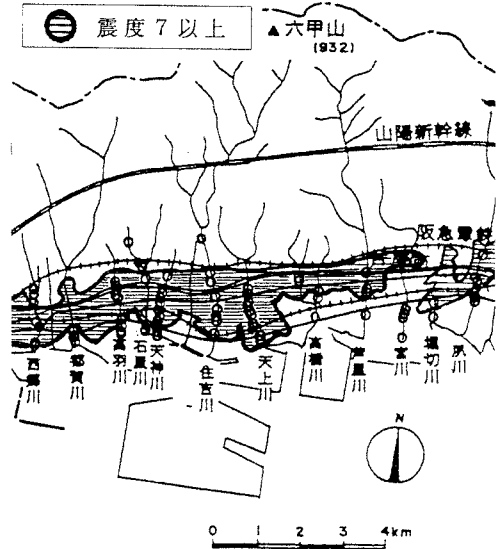 震度7以上
▲六甲山
(932)
山陽新幹線
阪急電鉄
西郷川
都賀川
高羽川
石屋川
天神川
住吉川
天上川
高橋川
芦屋川
宮川
堀切川
夙川
N
0 1 2 3 4km